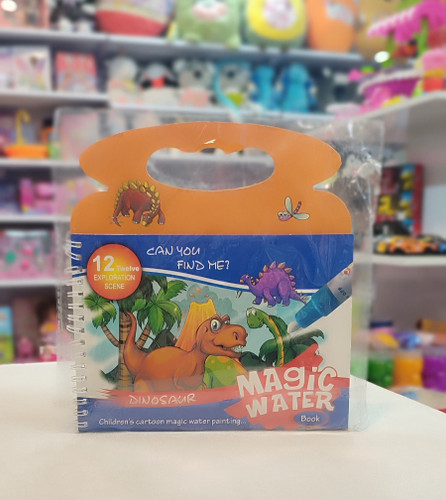 CAN YOU
FIND ME?
12 Twelve
EXPLORATION
SCENE
MAGIC
WATER
Book
DINOSAUR
Children's cartoon magic water painting...